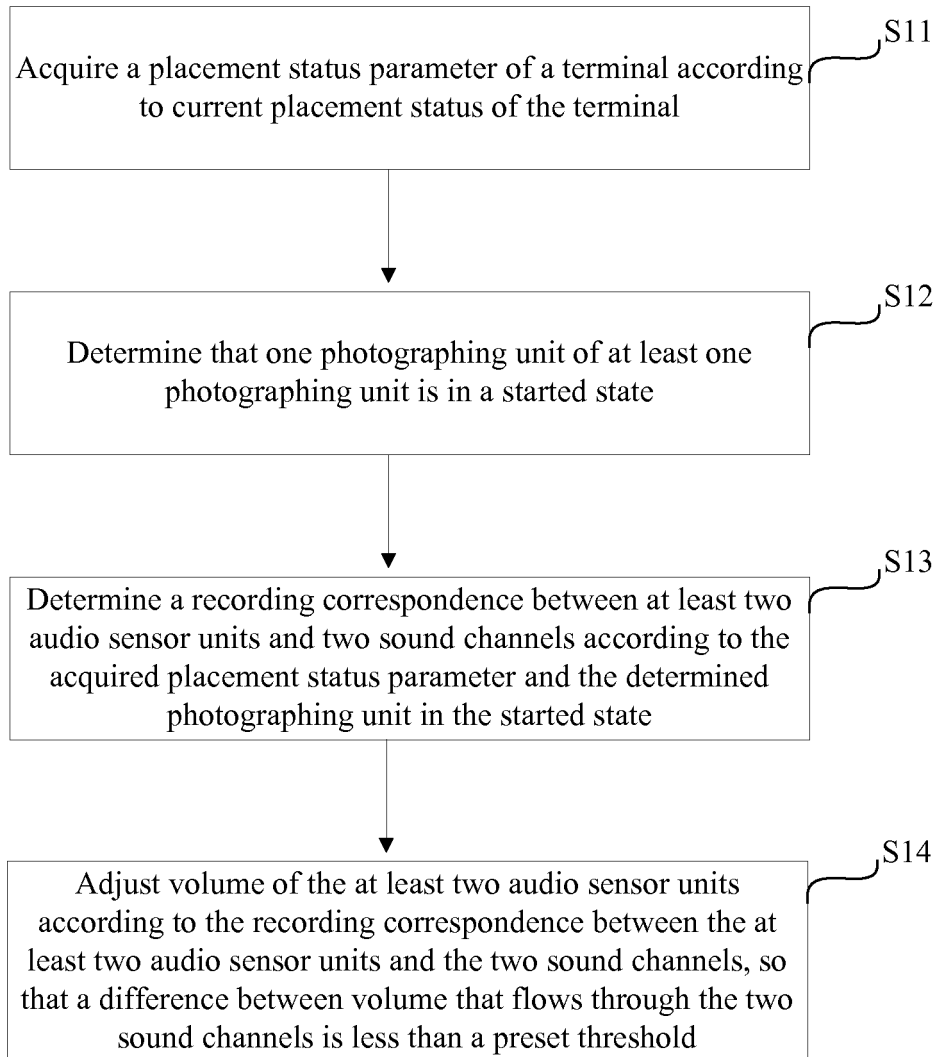 S11
Acquire a placement status parameter of a terminal according
to current placement status of the terminal
S12
Determine that one photographing unit of at least one
photographing unit is in a started state
S13
Determine a recording correspondence between at least two
audio sensor units and two sound channels according to the
acquired placement status parameter and the determined
photographing unit in the started state
S14
Adjust volume of the at least two audio sensor units
according to the recording correspondence between the at
least two audio sensor units and the two sound channels, so
that a difference between volume that flows through the two
sound channels is less than a preset threshold